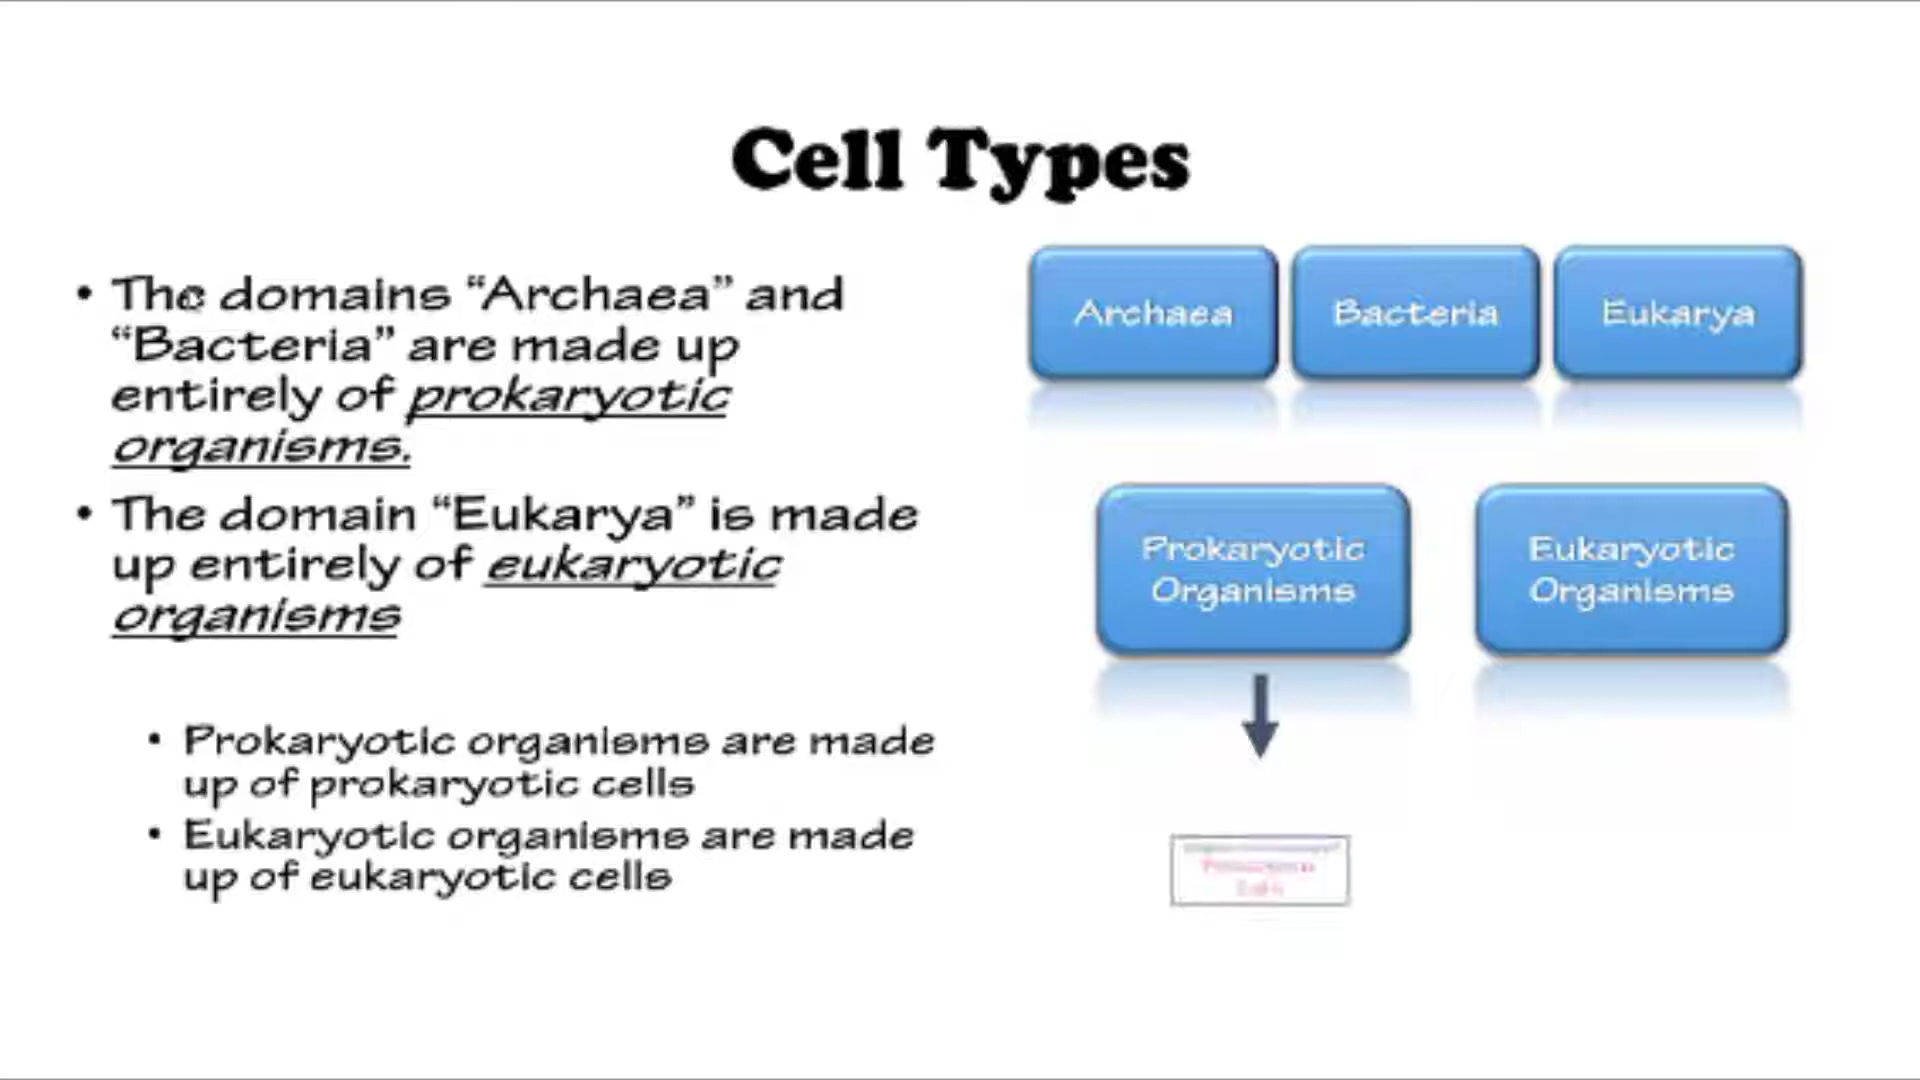 Cell Types
• The domains “Archaea” and
“Bacteria” are made up
entirely of prokaryotic
organisms.
• The domain “Eukarya” is made
up entirely of eukaryotic
organisms
• Prokaryotic organisms are made
up of prokaryotic cells
• Eukaryotic organisms are made
up of eukaryotic cells
Archaea
Bacteria
Eukarya
Prokaryotic
Organisms
Eukaryotic
Organisms